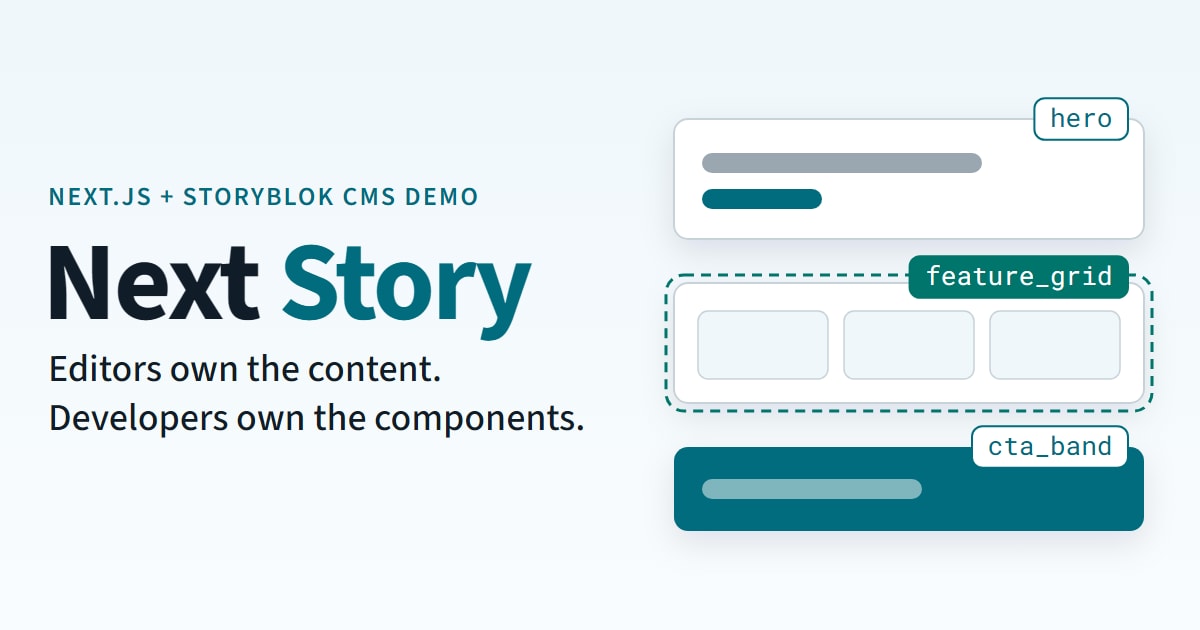 NEXT.JS + STORYBLOK CMS DEMO
Next Story
Editors own the content.
Developers own the components.
hero
feature_grid
cta_band